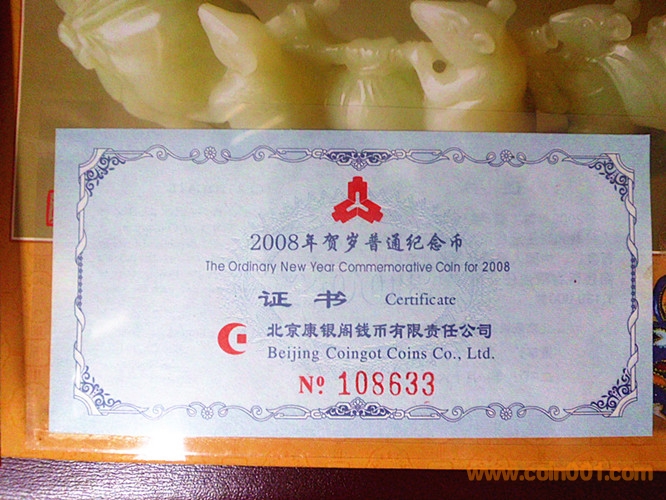 2008年贺岁普通纪念币
The Ordinary New Year Commemorative Coin for 2008
证书 Certificate
北京康银阁钱币有限责任公司
Beijing Coingot Coins Co., Ltd.
Nº 108633
www.coin001.com